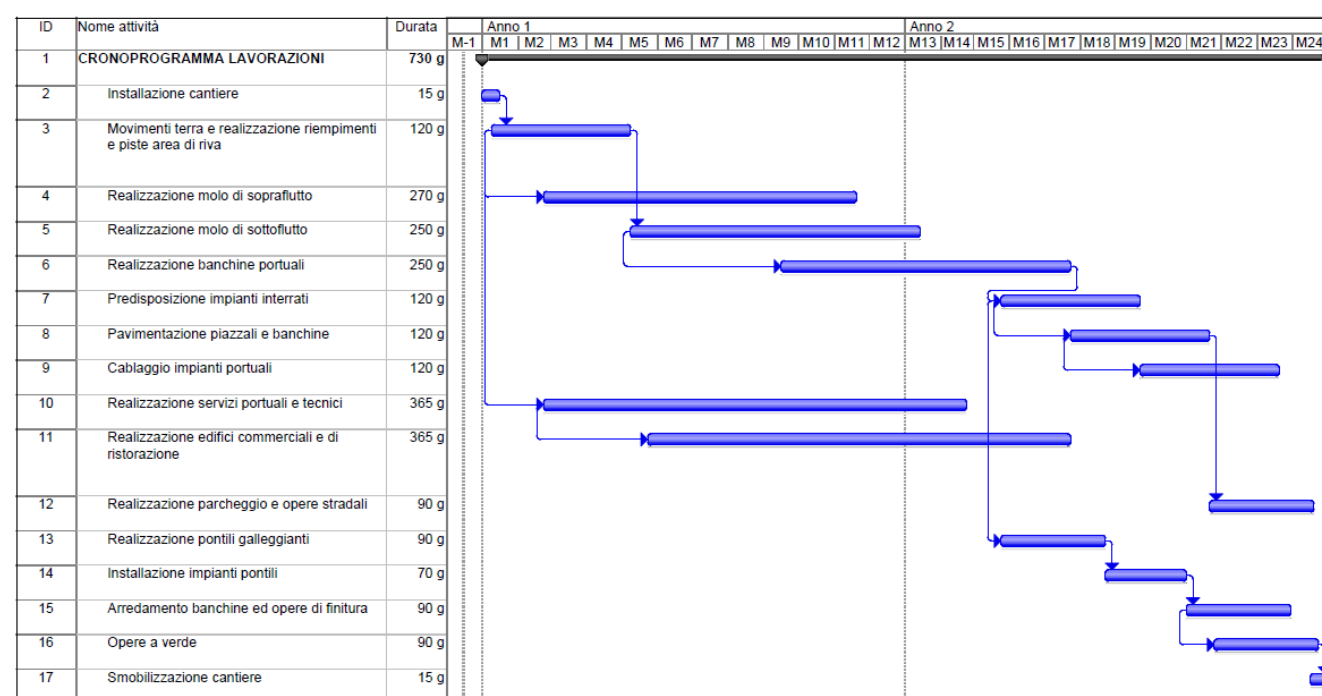 ID Nome attività Durata Anno 1 Anno 2
M-1 M1 M2 M3 M4 M5 M6 M7 M8 M9 M10 M11 M12 M13 M14 M15 M16 M17 M18 M19 M20 M21 M22 M23 M24
1 CRONOPROGRAMMA LAVORAZIONI 730 g
2 Installazione cantiere 15 g
3 Movimenti terra e realizzazione riempimenti 120 g
e piste area di riva
4 Realizzazione molo di sopraflutto 270 g
5 Realizzazione molo di sottoflutto 250 g
6 Realizzazione banchine portuali 250 g
7 Predisposizione impianti interrati 120 g
8 Pavimentazione piazzali e banchine 120 g
9 Cablaggio impianti portuali 120 g
10 Realizzazione servizi portuali e tecnici 365 g
11 Realizzazione edifici commerciali e di 365 g
ristorazione
12 Realizzazione parcheggio e opere stradali 90 g
13 Realizzazione pontili galleggianti 90 g
14 Installazione impianti pontili 70 g
15 Arredamento banchine ed opere di finitura 90 g
16 Opere a verde 90 g
17 Smobilizzazione cantiere 15 g